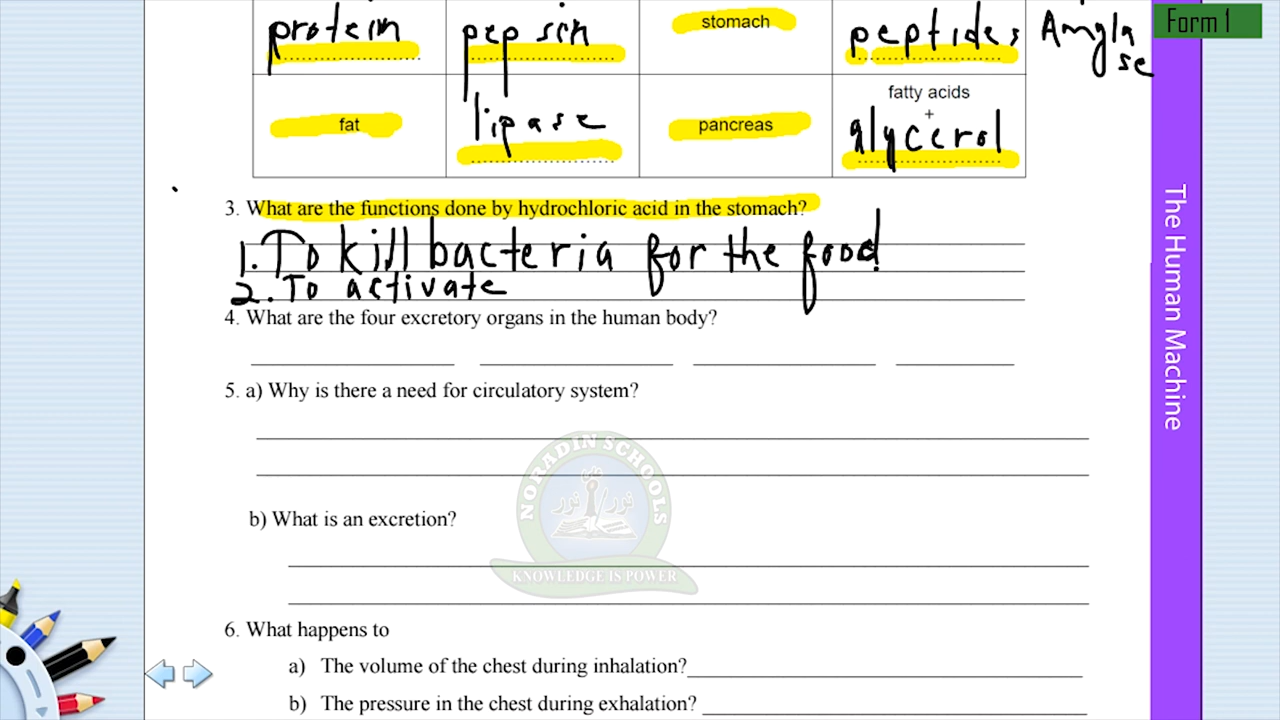 Form 1
protein pepsin stomach peptides Amyla
se
fatty acids
+
fat lipase pancreas glycerol
3. What are the functions done by hydrochloric acid in the stomach?
1. To kill bacteria for the food
2. To activate
4. What are the four excretory organs in the human body?
5. a) Why is there a need for circulatory system?
NORADIN SCHOOLS
نور نور
b) What is an excretion?
KNOWLEDGE IS POWER
6. What happens to
a) The volume of the chest during inhalation?
b) The pressure in the chest during exhalation?
The Human Machine